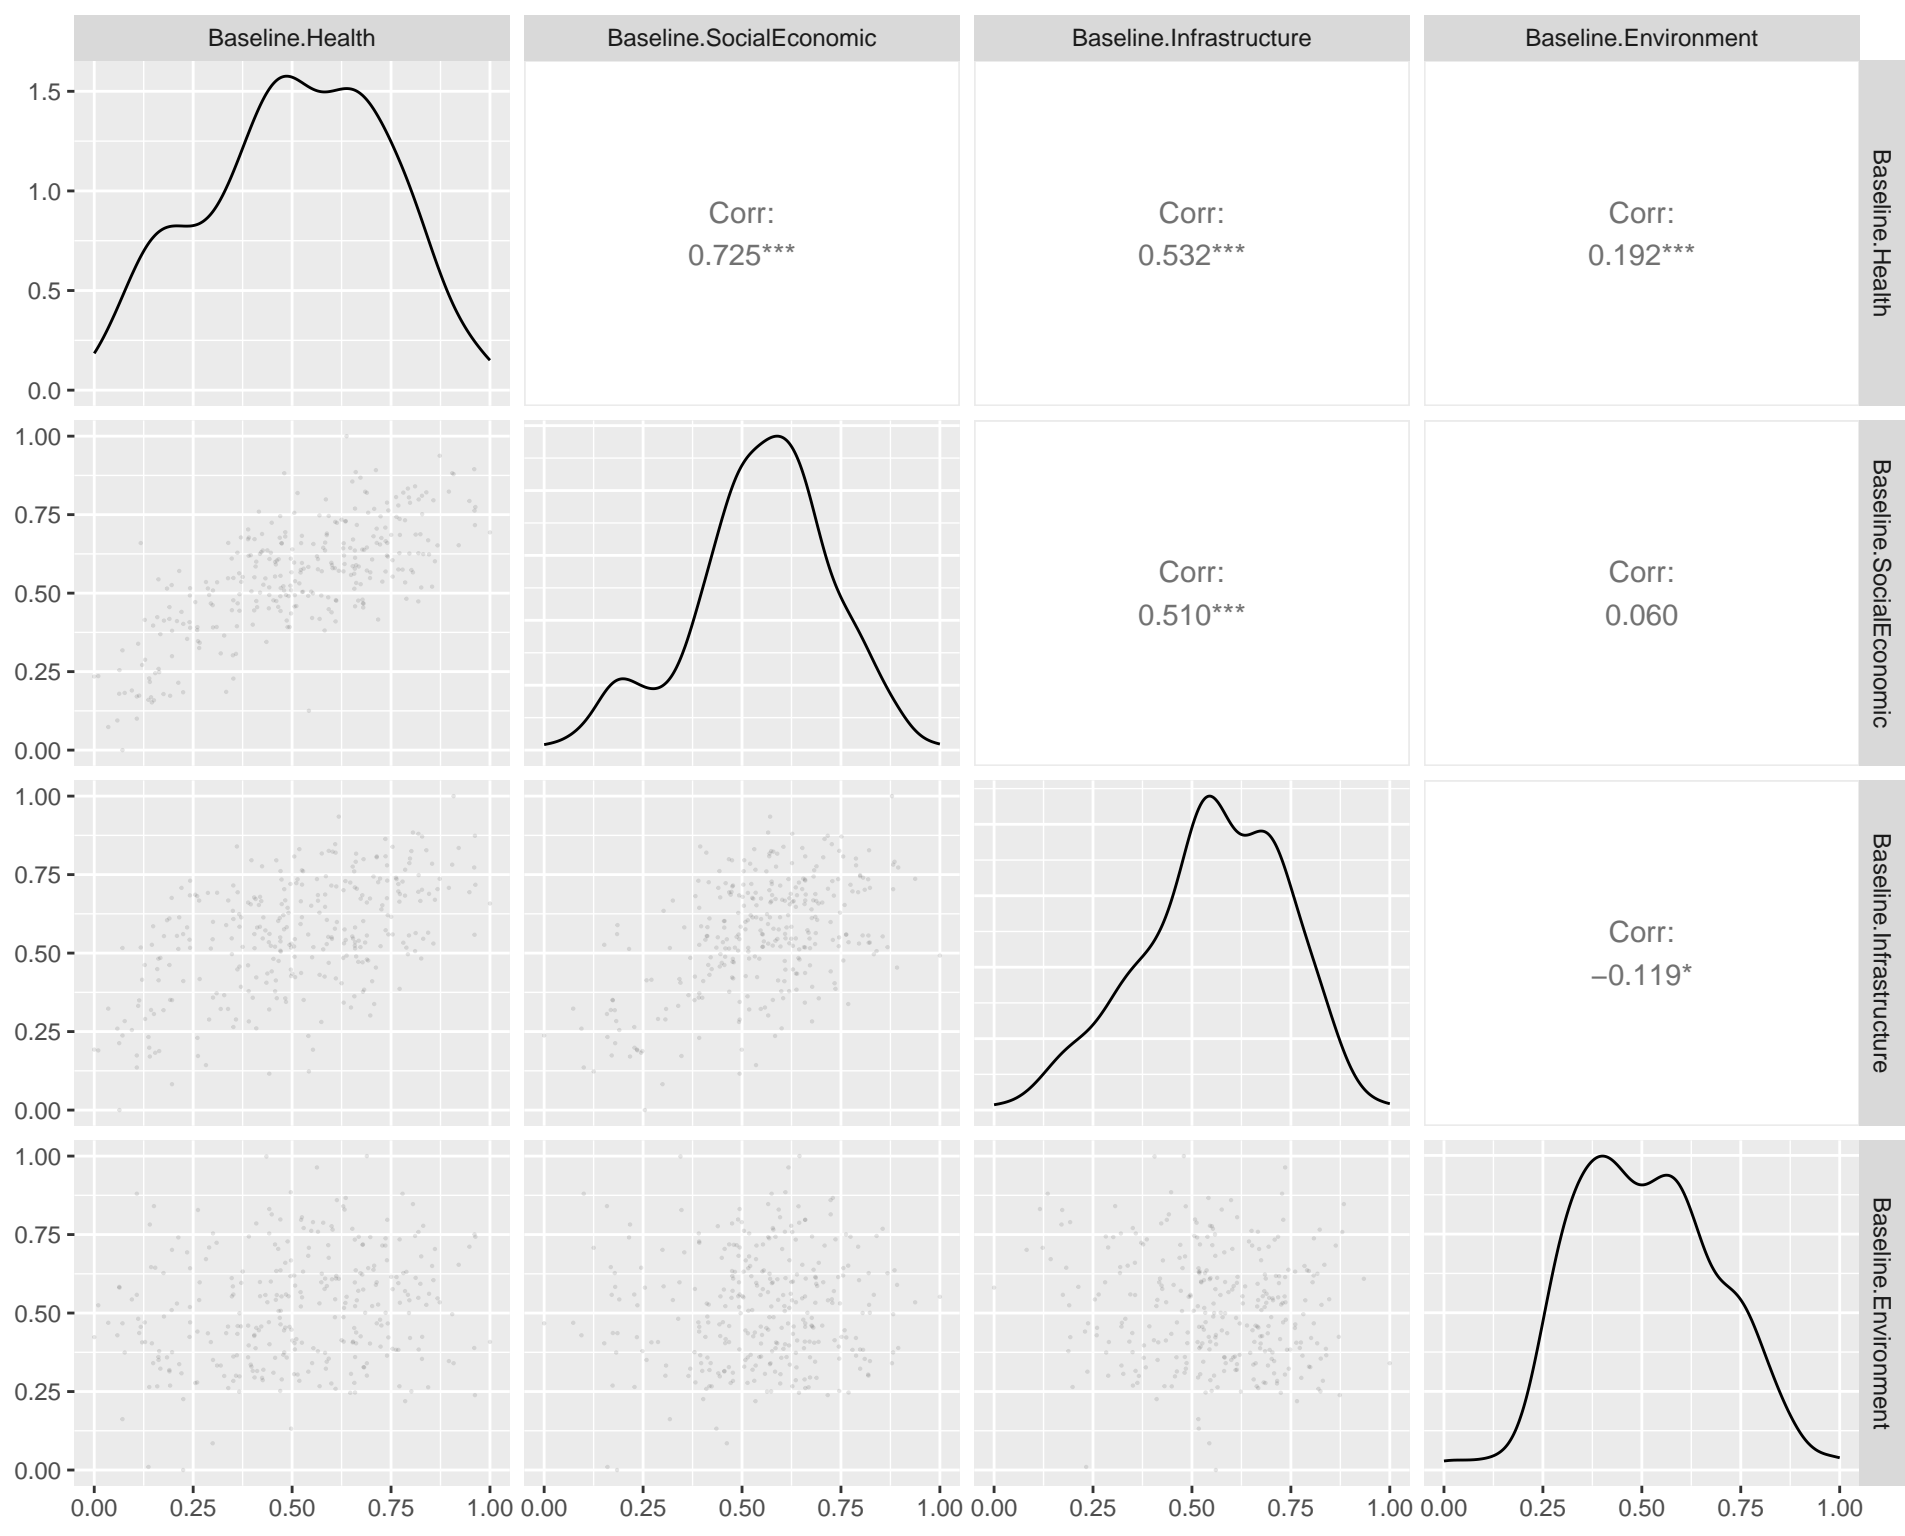 Baseline.Health Baseline.SocialEconomic Baseline.Infrastructure Baseline.Environment
1.5
1.0
0.5
0.0
Corr:
0.725***
Corr:
0.532***
Corr:
0.192***
Baseline.Health
1.00
0.75
0.50
0.25
0.00
Corr:
0.510***
Corr:
0.060
Baseline.SocialEconomic
1.00
0.75
0.50
0.25
0.00
Corr:
−0.119*
Baseline.Infrastructure
1.00
0.75
0.50
0.25
0.00
Baseline.Environment
0.00 0.25 0.50 0.75 1.00 0.00 0.25 0.50 0.75 1.00 0.00 0.25 0.50 0.75 1.00 0.00 0.25 0.50 0.75 1.00